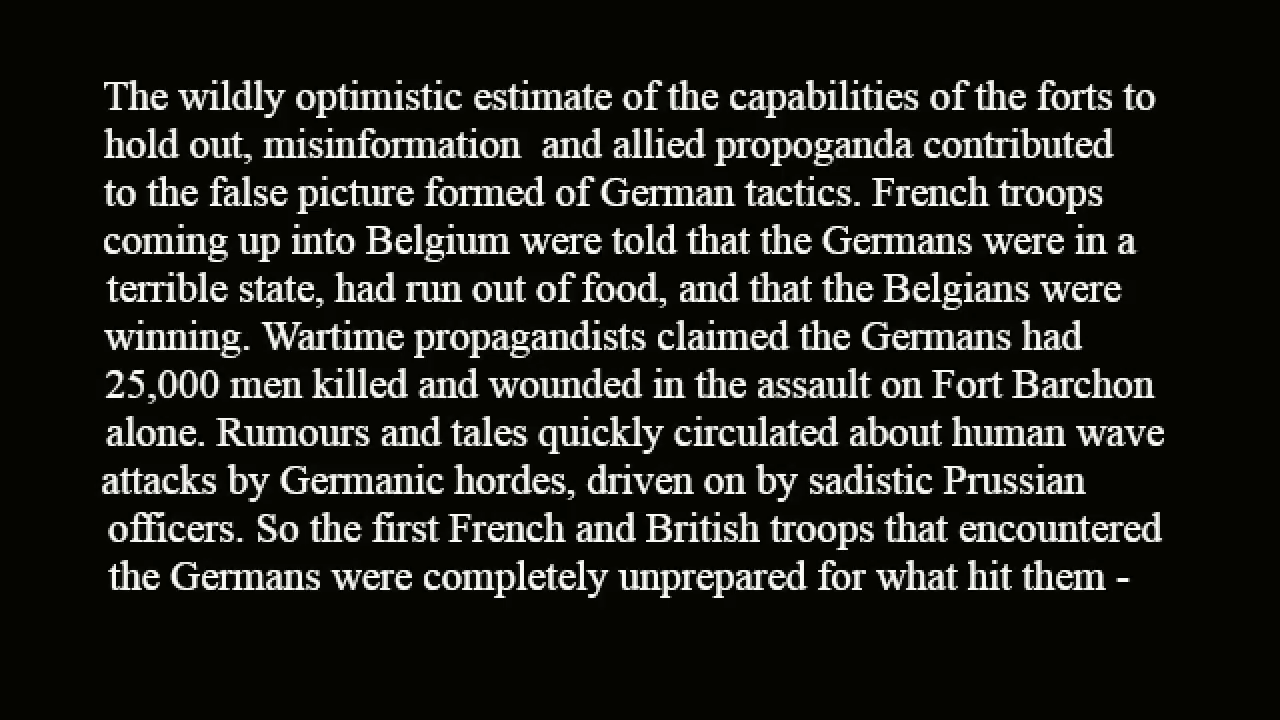 The wildly optimistic estimate of the capabilities of the forts to
hold out, misinformation  and allied propoganda contributed
to the false picture formed of German tactics. French troops
coming up into Belgium were told that the Germans were in a
terrible state, had run out of food, and that the Belgians were
winning. Wartime propagandists claimed the Germans had
25,000 men killed and wounded in the assault on Fort Barchon
alone. Rumours and tales quickly circulated about human wave
attacks by Germanic hordes, driven on by sadistic Prussian
officers. So the first French and British troops that encountered
the Germans were completely unprepared for what hit them -